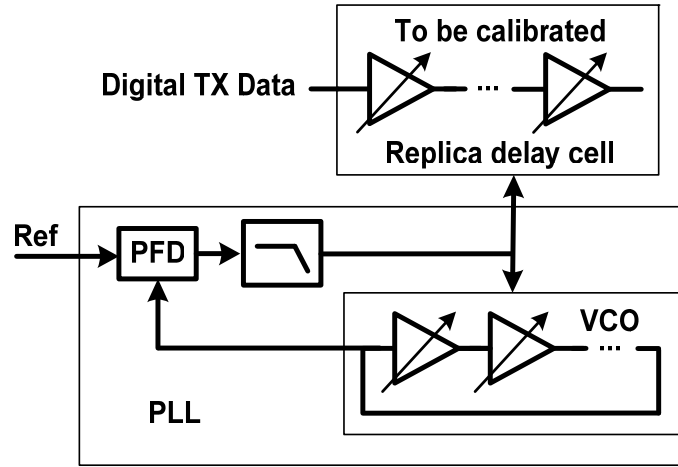 To be calibrated
Digital TX Data
...
Replica delay cell
Ref
PFD
VCO
...
PLL